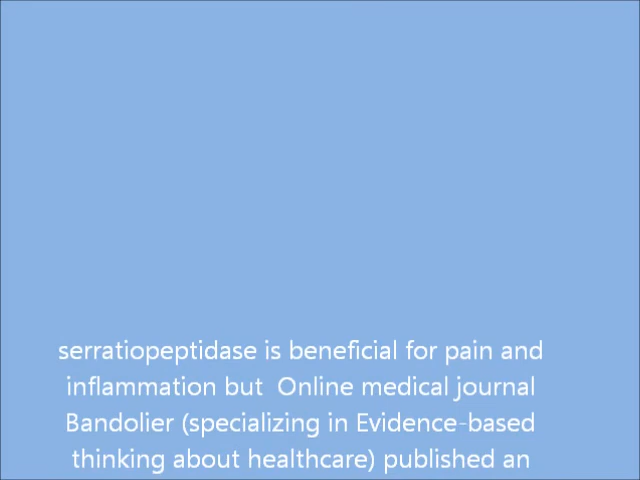 serratiopeptidase is beneficial for pain and
inflammation but  Online medical journal
Bandolier (specializing in Evidence-based
thinking about healthcare) published an